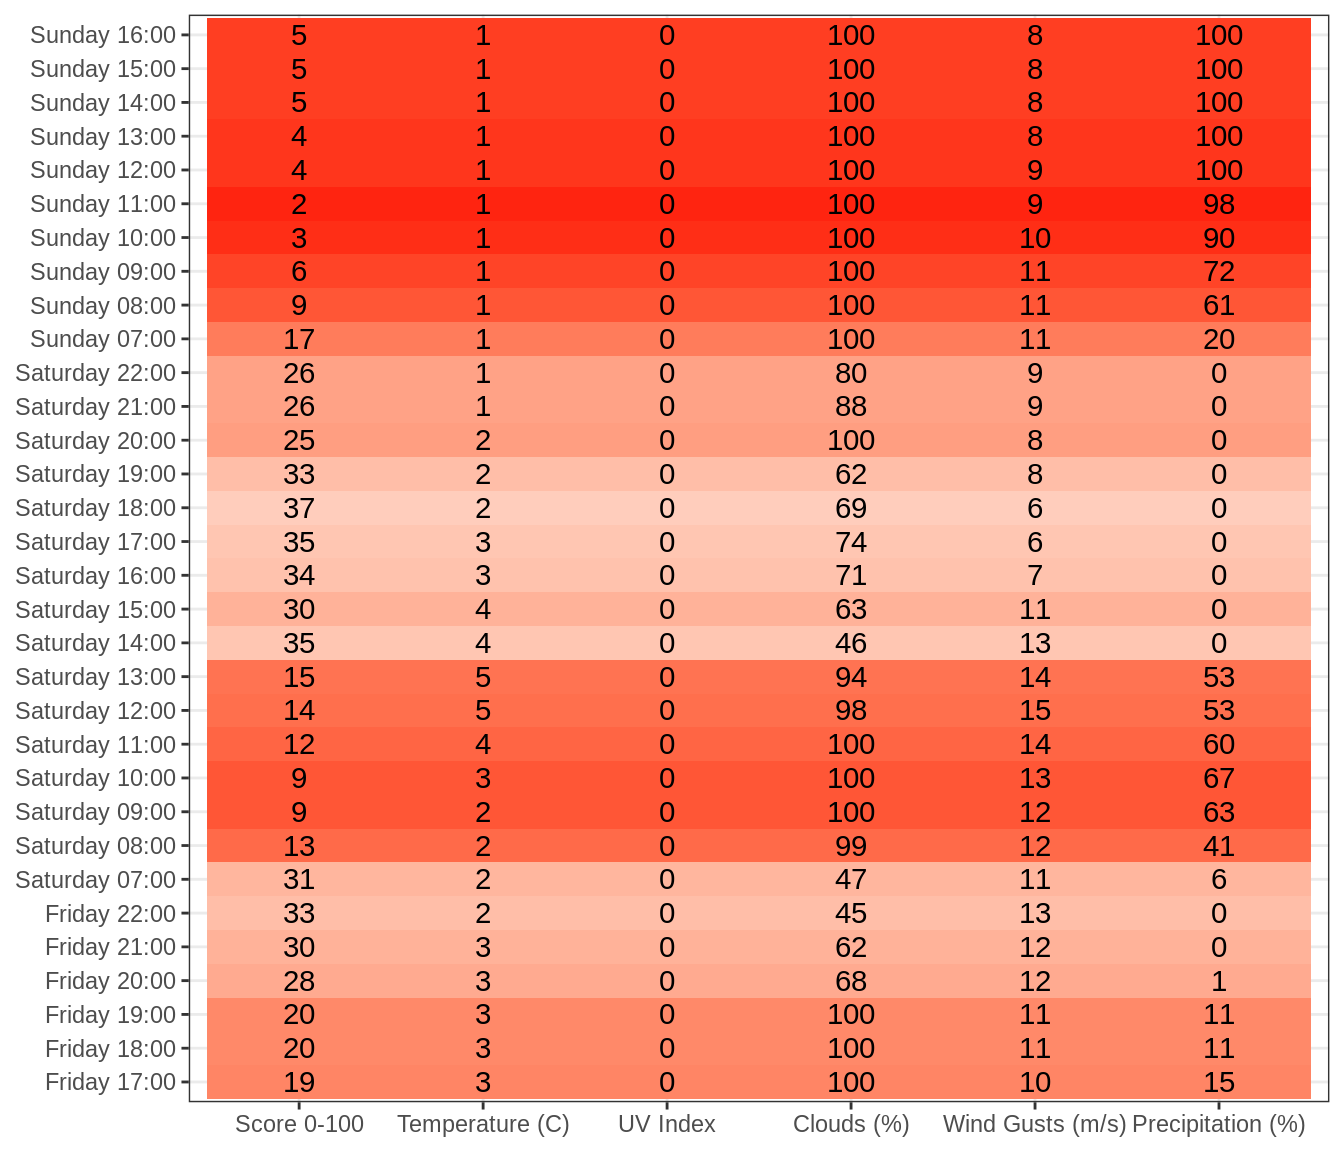 Sunday 16:00 5 1 0 100 8 100
Sunday 15:00 5 1 0 100 8 100
Sunday 14:00 5 1 0 100 8 100
Sunday 13:00 4 1 0 100 8 100
Sunday 12:00 4 1 0 100 9 100
Sunday 11:00 2 1 0 100 9 98
Sunday 10:00 3 1 0 100 10 90
Sunday 09:00 6 1 0 100 11 72
Sunday 08:00 9 1 0 100 11 61
Sunday 07:00 17 1 0 100 11 20
Saturday 22:00 26 1 0 80 9 0
Saturday 21:00 26 1 0 88 9 0
Saturday 20:00 25 2 0 100 8 0
Saturday 19:00 33 2 0 62 8 0
Saturday 18:00 37 2 0 69 6 0
Saturday 17:00 35 3 0 74 6 0
Saturday 16:00 34 3 0 71 7 0
Saturday 15:00 30 4 0 63 11 0
Saturday 14:00 35 4 0 46 13 0
Saturday 13:00 15 5 0 94 14 53
Saturday 12:00 14 5 0 98 15 53
Saturday 11:00 12 4 0 100 14 60
Saturday 10:00 9 3 0 100 13 67
Saturday 09:00 9 2 0 100 12 63
Saturday 08:00 13 2 0 99 12 41
Saturday 07:00 31 2 0 47 11 6
Friday 22:00 33 2 0 45 13 0
Friday 21:00 30 3 0 62 12 0
Friday 20:00 28 3 0 68 12 1
Friday 19:00 20 3 0 100 11 11
Friday 18:00 20 3 0 100 11 11
Friday 17:00 19 3 0 100 10 15
Score 0-100 Temperature (C) UV Index Clouds (%) Wind Gusts (m/s) Precipitation (%)